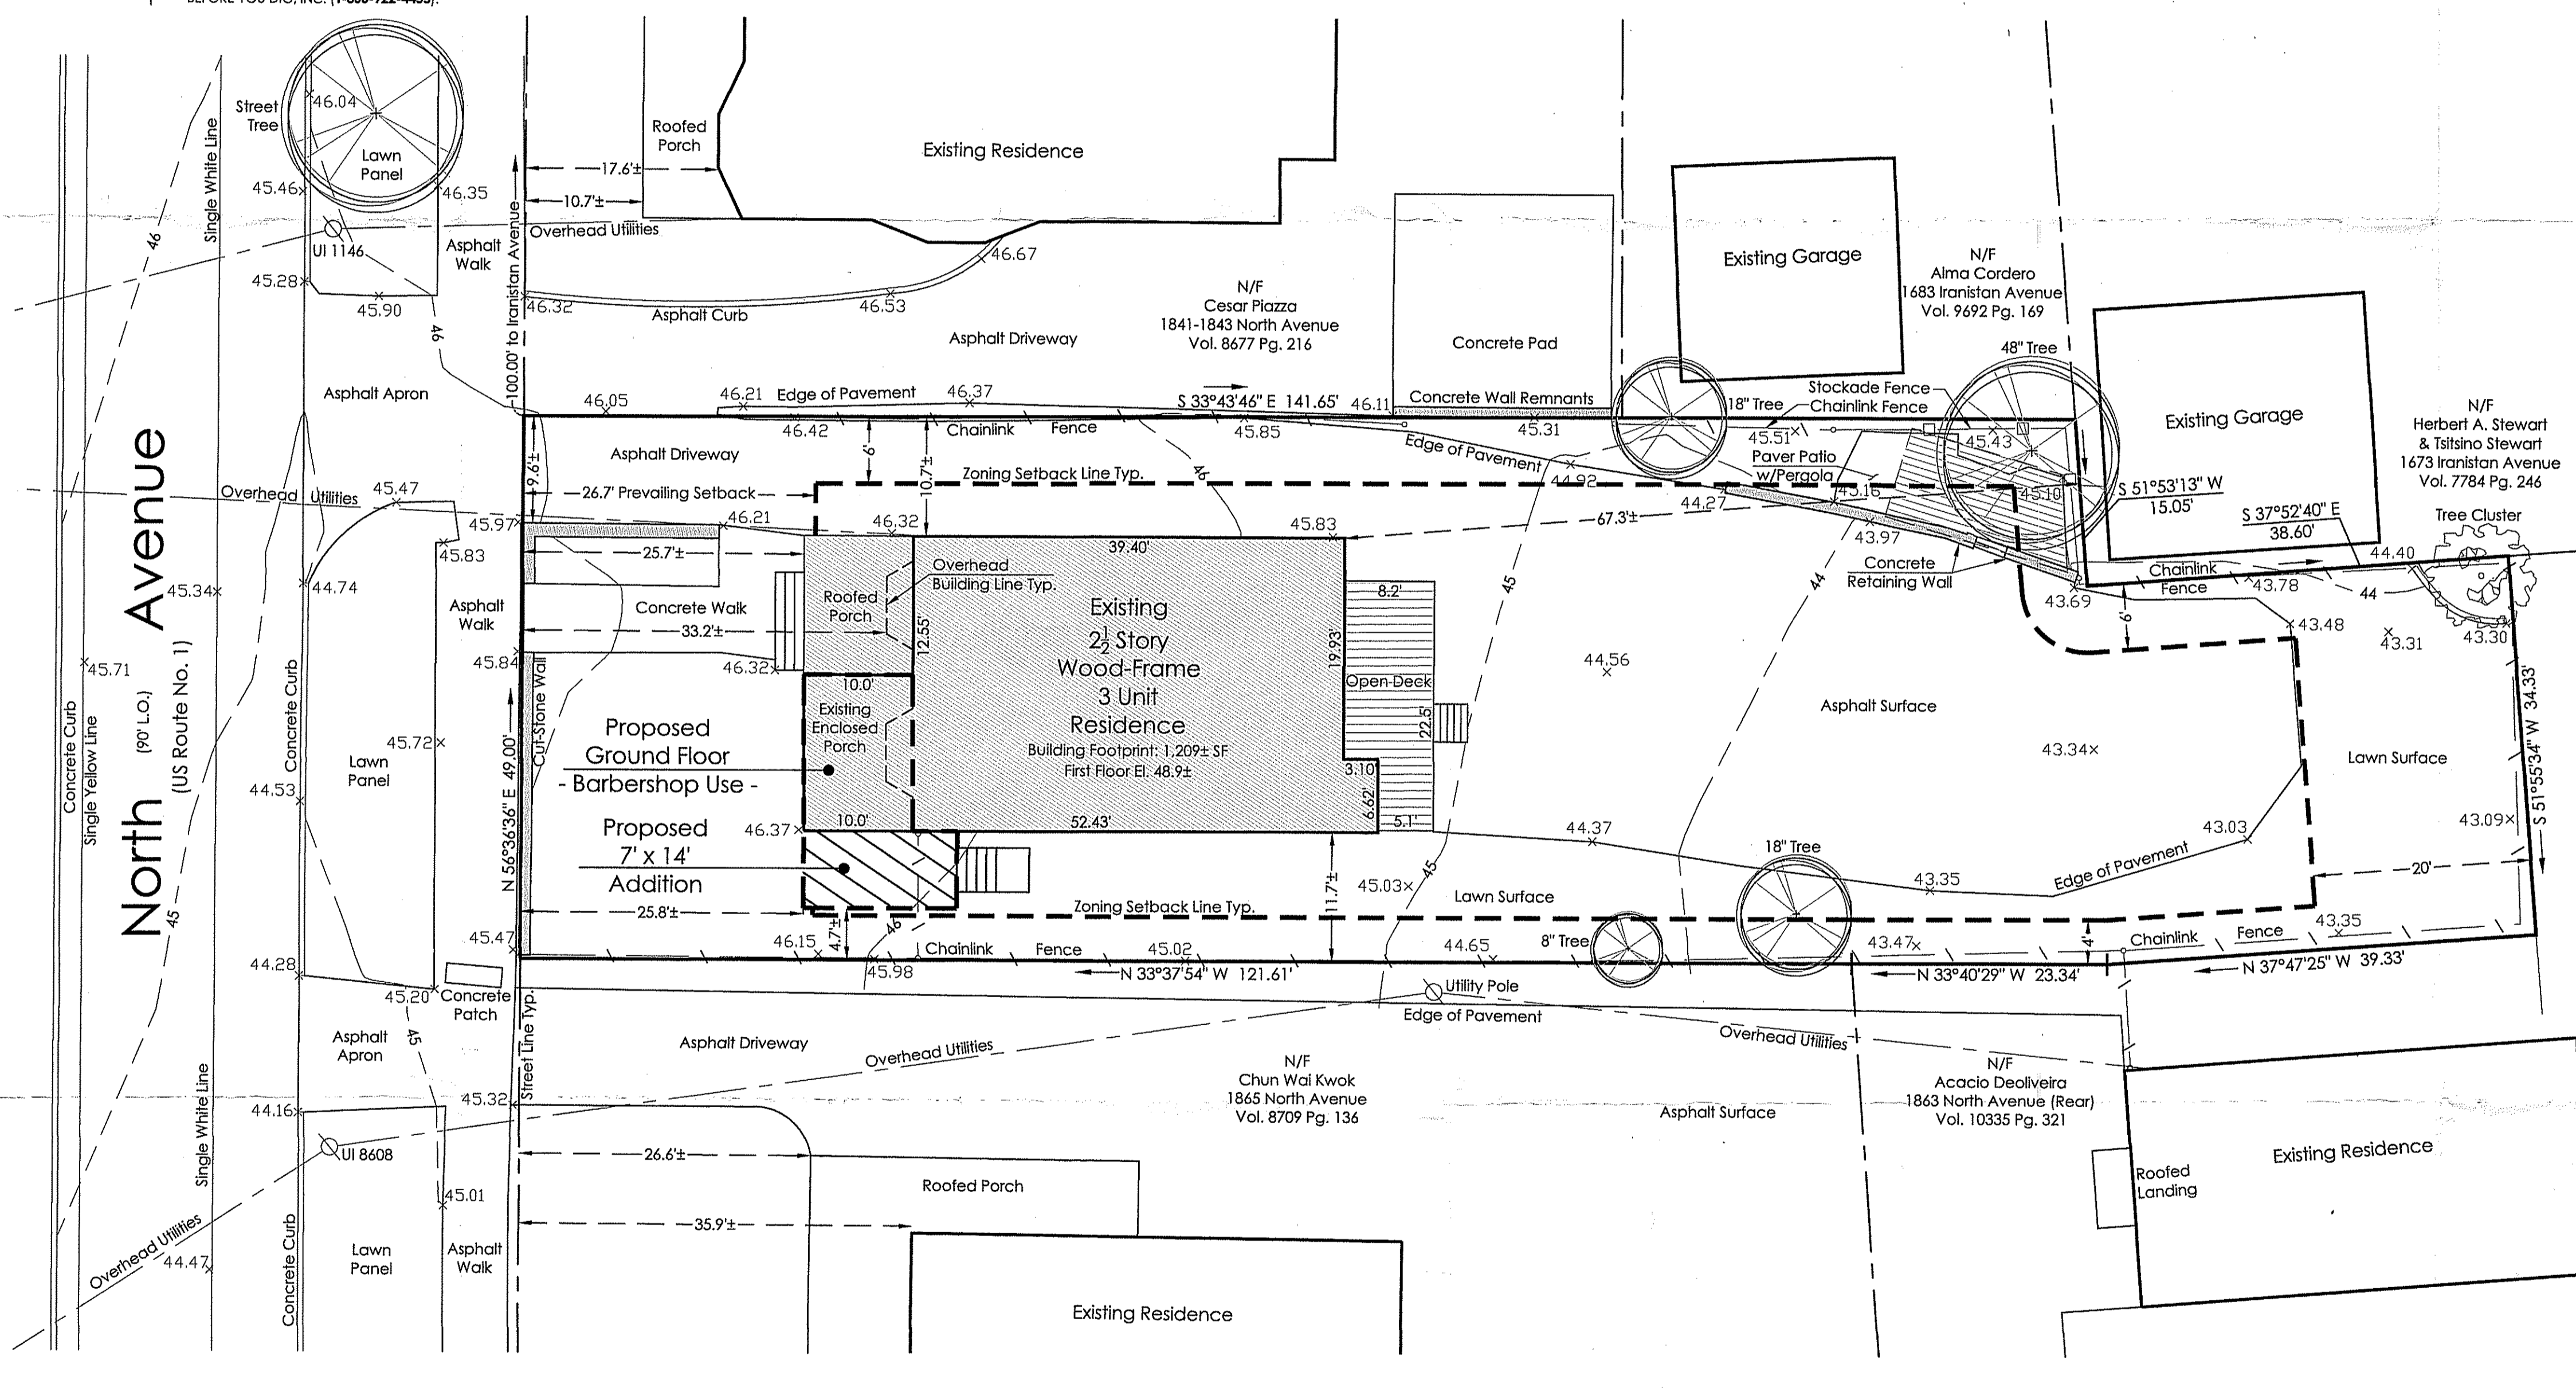 BEFORE YOU DIG, INC. (1-800-922-4455).
Street
Tree
46.04
Lawn
Panel
45.46
46.35
Single White Line
46
UI 1146
45.28
45.90
Asphalt
Walk
46
100.00' to Iranistan Avenue
17.6'±
10.7'±
Roofed
Porch
Existing Residence
Overhead Utilities
46.67
46.32
46.53
Asphalt Curb
Asphalt Driveway
N/F
Cesar Piazza
1841-1843 North Avenue
Vol. 8677 Pg. 216
Concrete Pad
Existing Garage
N/F
Alma Cordero
1683 Iranistan Avenue
Vol. 9692 Pg. 169
48" Tree
Existing Garage
N/F
Herbert A. Stewart
& Tsitsino Stewart
1673 Iranistan Avenue
Vol. 7784 Pg. 246
Asphalt Apron
46.05
46.21
Edge of Pavement
46.37
S 33°43'46" E 141.65'
46.11
Concrete Wall Remnants
18" Tree
Stockade Fence
Chainlink Fence
46.42
Chainlink Fence
45.85
45.31
Edge of Pavement
45.51
45.43
Paver Patio
w/Pergola
9.6'±
Asphalt Driveway
6'
10.7'±
Zoning Setback Line Typ.
46
44.92
44.27
45.16
45.10
S 51°53'13" W
15.05'
S 37°52'40" E
38.60'
Tree Cluster
Overhead Utilities
45.47
26.7' Prevailing Setback
45.97
46.21
46.32
45.83
67.3'±
43.97
44.40
45.83
25.7'±
39.40'
Concrete
Retaining Wall
Chainlink
Fence
43.78
44
44.74
45.34
Overhead
Building Line Typ.
Roofed
Porch
8.2'
45
44
43.69
6'
43.48
43.31
43.30
Asphalt
Walk
Concrete Walk
33.2'±
12.55'
Existing
2½ Story
Wood-Frame
3 Unit
Residence
Building Footprint: 1,209± SF
First Floor El. 48.9±
19.93'
44.56
45.84
46.32
10.0'
Open Deck
45.71
North Avenue
(90' L.O.)
(US Route No. 1)
Concrete Curb
Single Yellow Line
Concrete Curb
Cut-Stone Wall
Existing
Enclosed
Porch
Proposed
Ground Floor
- Barbershop Use -
22.5'
Asphalt Surface
45.72
43.34
Lawn Surface
S 51°55'34" W 34.33'
Lawn
Panel
3.10'
44.53
6.62'
N 56°36'36" E 49.00'
46.37
10.0'
52.43'
5.1'
44.37
43.03
43.09
Proposed
7' x 14'
Addition
18" Tree
Edge of Pavement
20'
11.7'±
45.03
45
Lawn Surface
43.35
45
25.8'±
4.7'±
Zoning Setback Line Typ.
46
45.47
46.15
Chainlink Fence
45.02
44.65
8" Tree
43.47
4'
Chainlink Fence
43.35
44.28
45.98
N 33°37'54" W 121.61'
N 33°40'29" W 23.34'
N 37°47'25" W 39.33'
45.20
Concrete
Patch
Utility Pole
Edge of Pavement
Street Line Typ.
Asphalt
Apron
45
Asphalt Driveway
Overhead Utilities
Overhead Utilities
N/F
Chun Wai Kwok
1865 North Avenue
Vol. 8709 Pg. 136
N/F
Acacio Deoliveira
1863 North Avenue (Rear)
Vol. 10335 Pg. 321
44.16
45.32
Asphalt Surface
Single White Line
UI 8608
26.6'±
Existing Residence
Roofed
Landing
45.01
Roofed Porch
35.9'±
Overhead Utilities
44.47
Concrete Curb
Lawn
Panel
Asphalt
Walk
Existing Residence